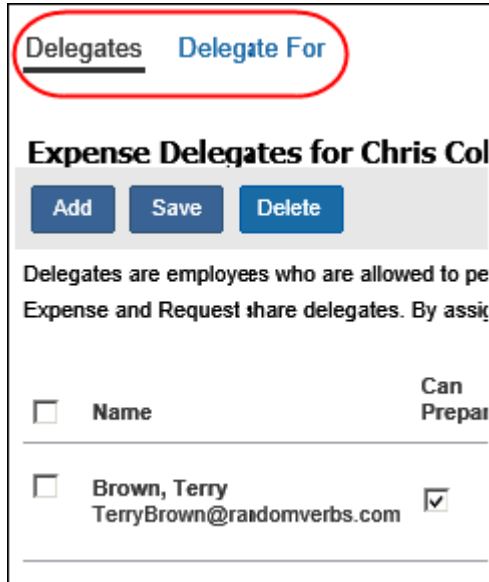 Delegates Delegate For
Expense Delegates for Chris Col
Add Save Delete
Delegates are employees who are allowed to pe
Expense and Request share delegates. By assig
Name Can
Prepar
Brown, Terry
TerryBrown@randomverbs.com